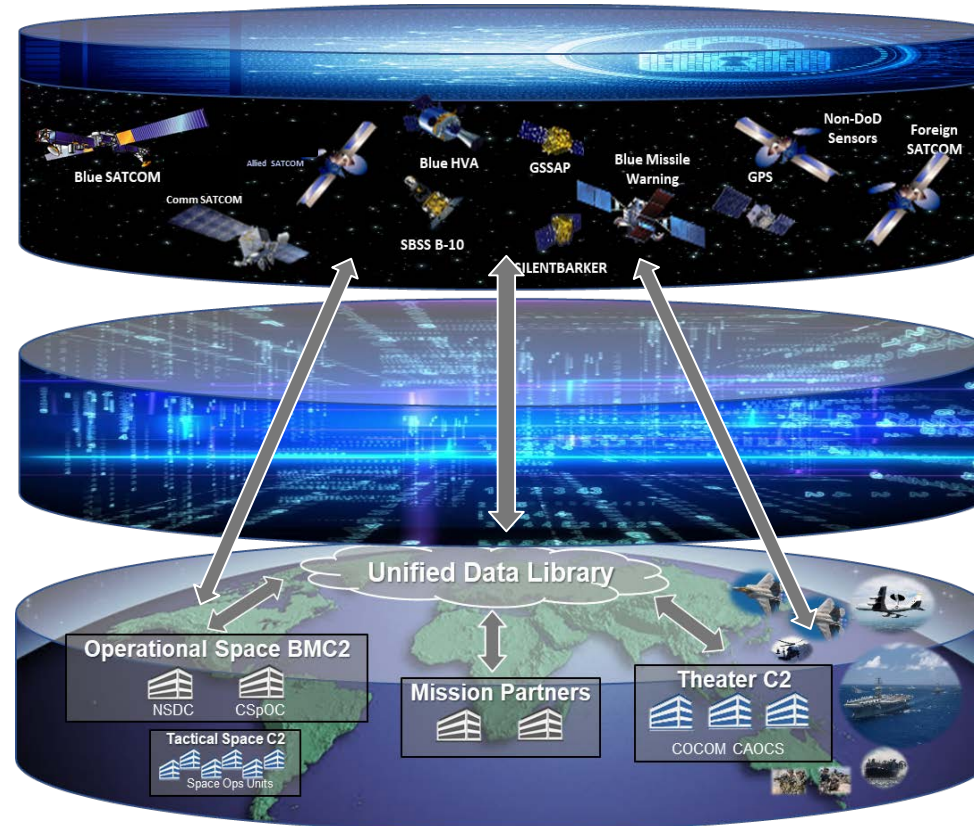 Non-DoD
Sensors
Foreign
SATCOM
Blue SATCOM
Allied SATCOM
Blue HVA
GSSAP
Blue Missile
Warning
GPS
Comm SATCOM
SBSS B-10
SILENTBARKER
Unified Data Library
Operational Space BMC2
NSDC
CSpOC
Tactical Space C2
Space Ops Units
Mission Partners
Theater C2
COCOM CAOCS